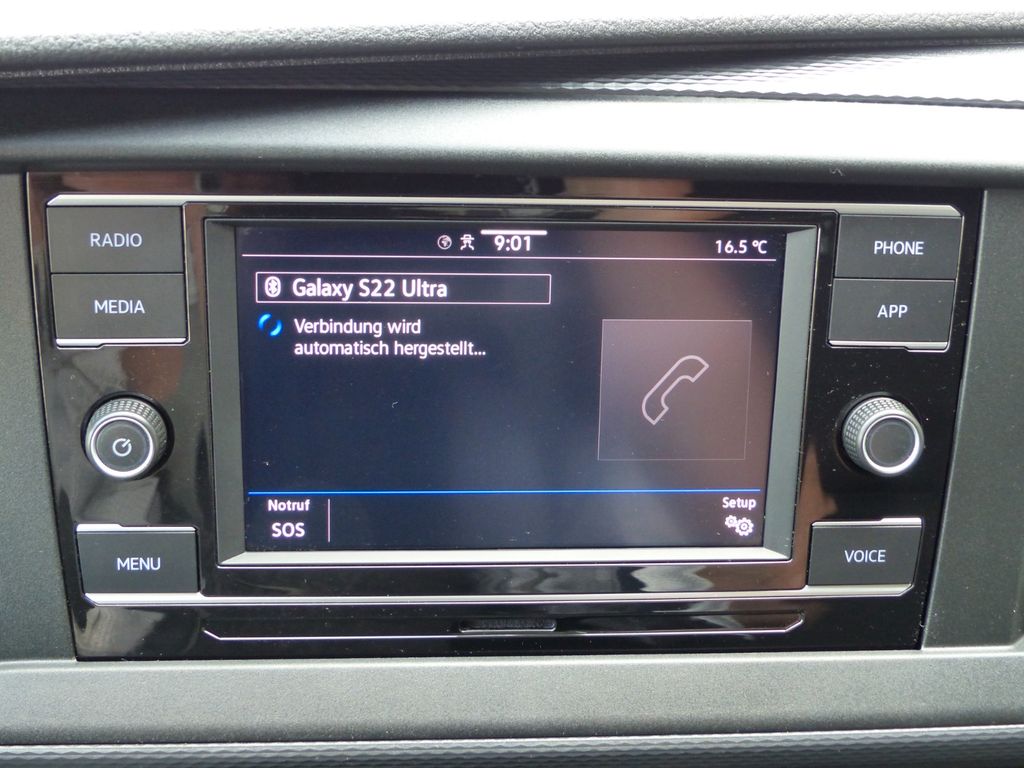 RADIO
MEDIA
MENU
9:01
16.5 °C
Galaxy S22 Ultra
Verbindung wird
automatisch hergestellt...
Notruf
SOS
Setup
PHONE
APP
VOICE